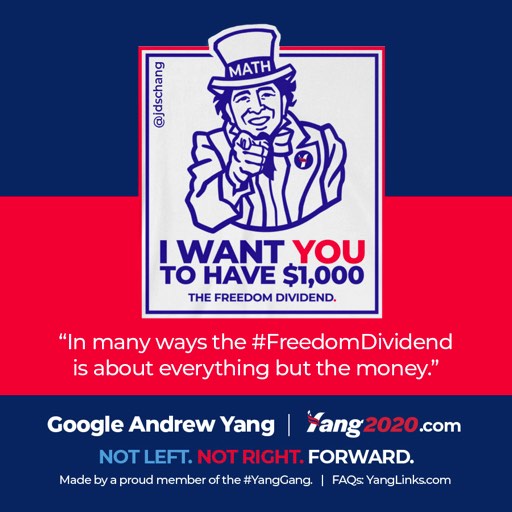 @jdschang
MATH
I WANT YOU
TO HAVE $1,000
THE FREEDOM DIVIDEND.
“In many ways the #FreedomDividend
is about everything but the money.”
Google Andrew Yang | Yang2020.com
NOT LEFT. NOT RIGHT. FORWARD.
Made by a proud member of the #YangGang. | FAQs: YangLinks.com